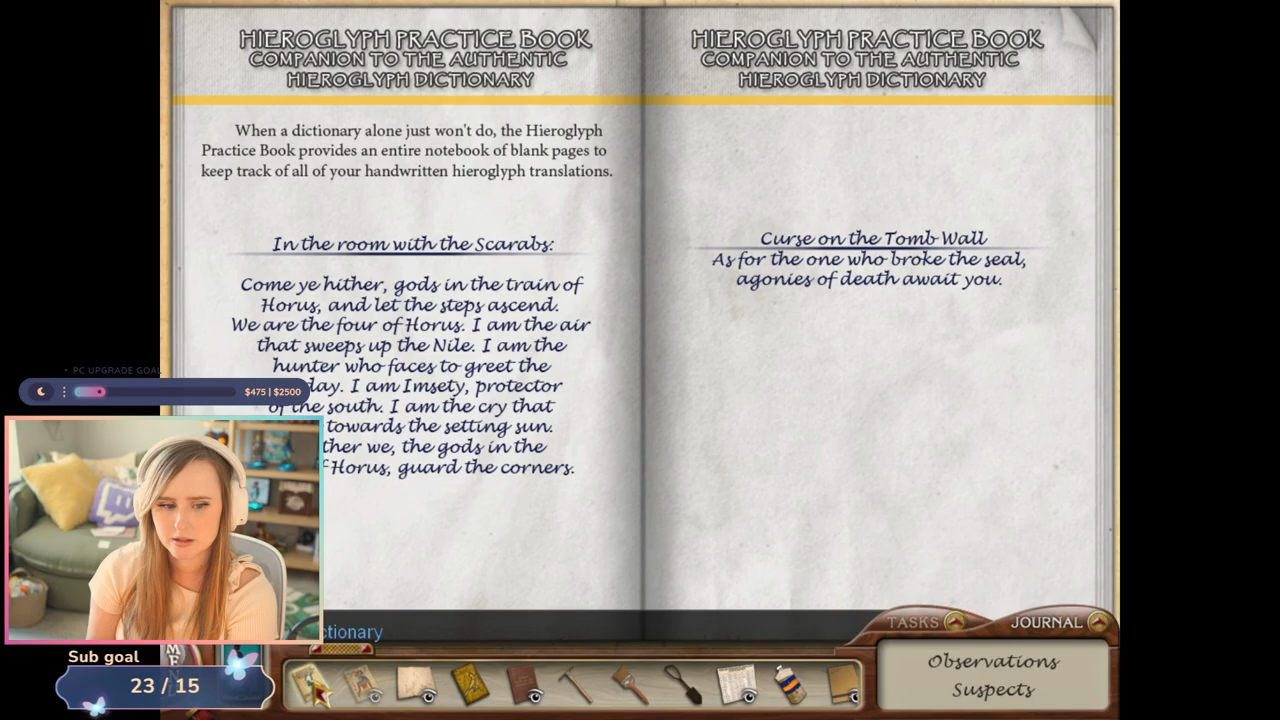 HIEROGLYPH PRACTICE BOOK
COMPANION TO THE AUTHENTIC
HIEROGLYPH DICTIONARY
When a dictionary alone just won't do, the Hieroglyph
Practice Book provides an entire notebook of blank pages to
keep track of all of your handwritten hieroglyph translations.
In the room with the Scarabs:
Come ye hither, gods in the train of
Horus, and let the steps ascend.
We are the four of Horus. I am the air
that sweeps up the Nile. I am the
hunter who faces to greet the
day. I am Imsety, protector
of the south. I am the cry that
towards the setting sun.
ther we, the gods in the
f Horus, guard the corners.
HIEROGLYPH PRACTICE BOOK
COMPANION TO THE AUTHENTIC
HIEROGLYPH DICTIONARY
Curse on the Tomb Wall
As for the one who broke the seal,
agonies of death await you.
PC UPGRADE GOAL
$475 | $2500
Sub goal
23 / 15
ctionary
TASKS
JOURNAL
Observations
Suspects